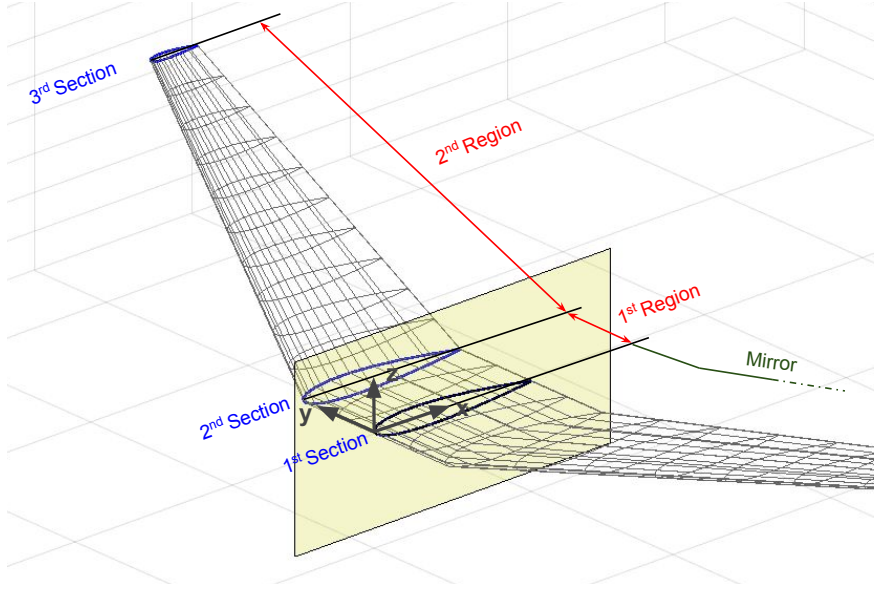 3rd Section
2nd Region
1st Region
Mirror
z
x
y
2nd Section
1st Section